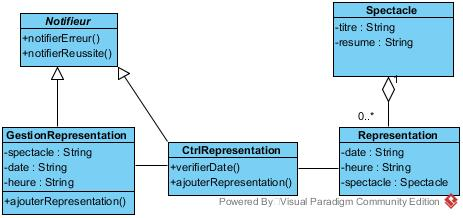 Notifieur
+notifierErreur()
+notifierReussite()
Spectacle
-titre : String
-resume : String
1
0..*
GestionRepresentation
-spectacle : String
-date : String
-heure : String
+ajouterRepresentation()
CtrlRepresentation
+verifierDate()
+ajouterRepresentation()
Representation
-date : String
-heure : String
-spectacle : Spectacle
Powered By Visual Paradigm Community Edition